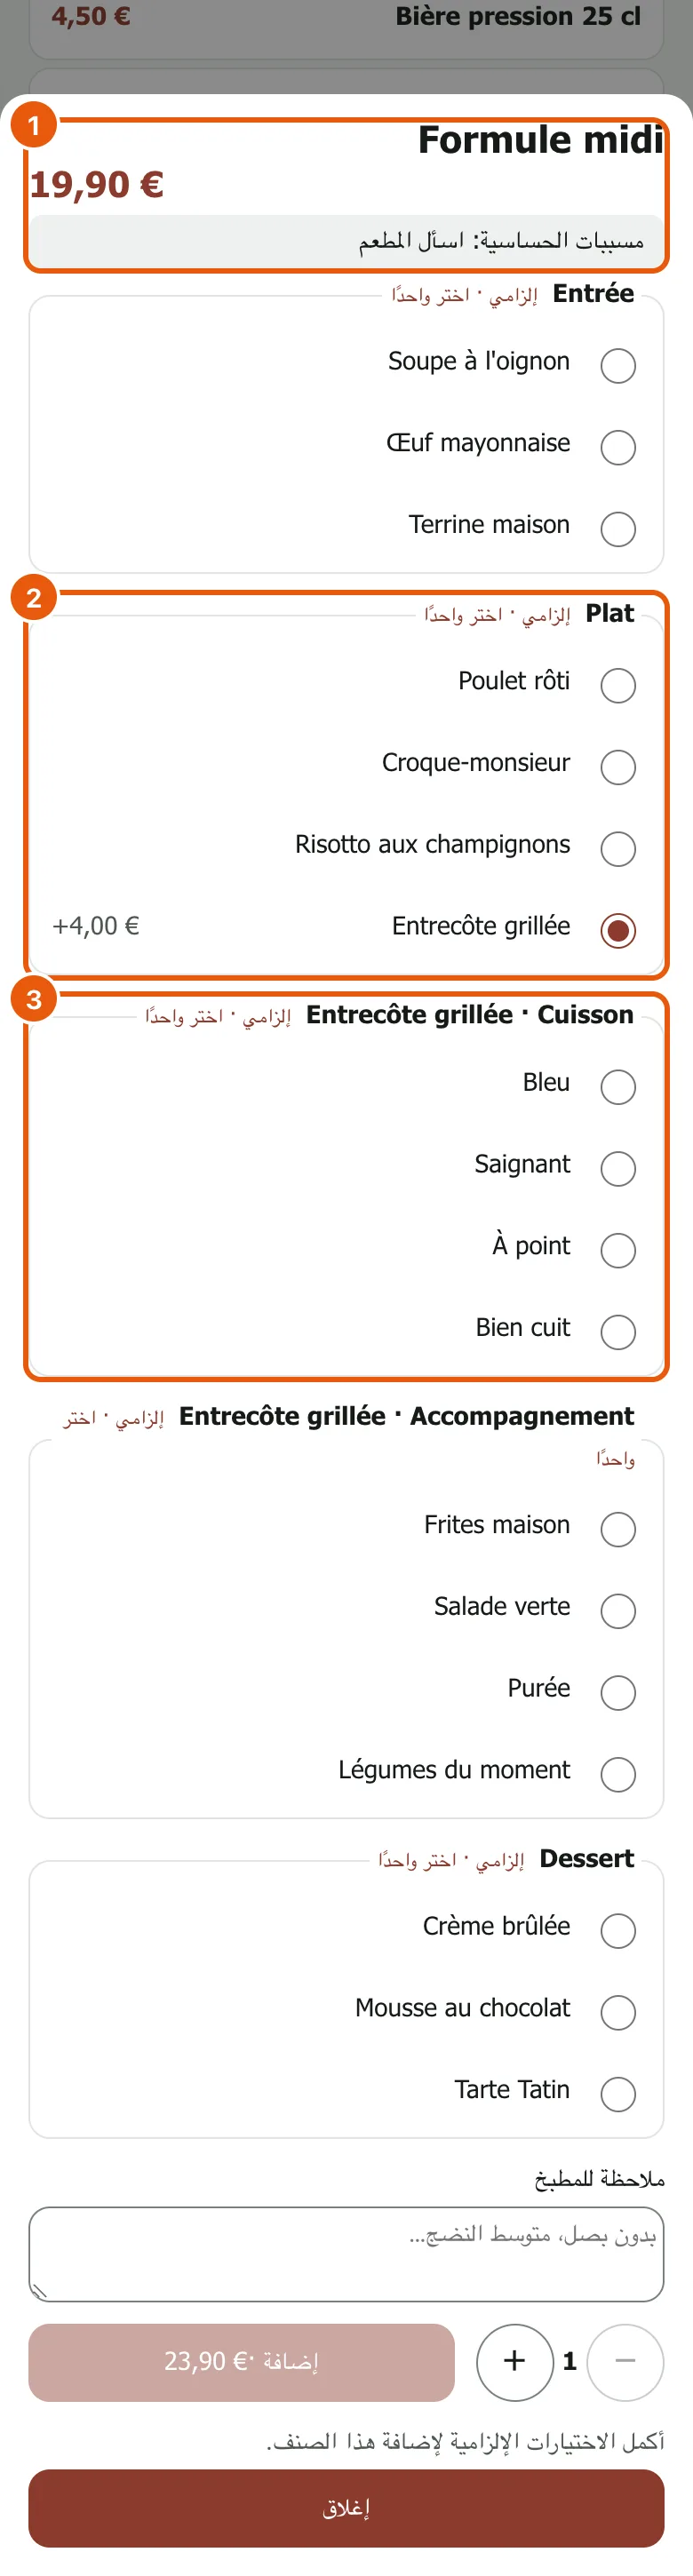 Bière pression 25 cl 4,50 €
1
Formule midi
19,90 €
مسببات الحساسية: اسأل المطعم
Entrée إلزامي · اختر واحدًا
Soupe à l'oignon
Œuf mayonnaise
Terrine maison
2
Plat إلزامي · اختر واحدًا
Poulet rôti
Croque-monsieur
Risotto aux champignons
Entrecôte grillée +4,00 €
3
Entrecôte grillée · Cuisson إلزامي · اختر واحدًا
Bleu
Saignant
À point
Bien cuit
Entrecôte grillée · Accompagnement إلزامي · اختر
واحدًا
Frites maison
Salade verte
Purée
Légumes du moment
Dessert إلزامي · اختر واحدًا
Crème brûlée
Mousse au chocolat
Tarte Tatin
ملاحظة للمطبخ
بدون بصل، متوسط النضج...
− 1 +
إضافة · 23,90 €
أكمل الاختيارات الإلزامية لإضافة هذا الصنف.
إغلاق